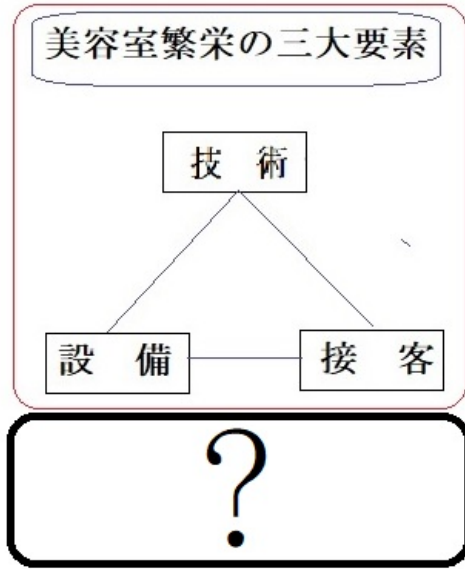 美容室繁栄の三大要素
技 術
設 備
接 客
?